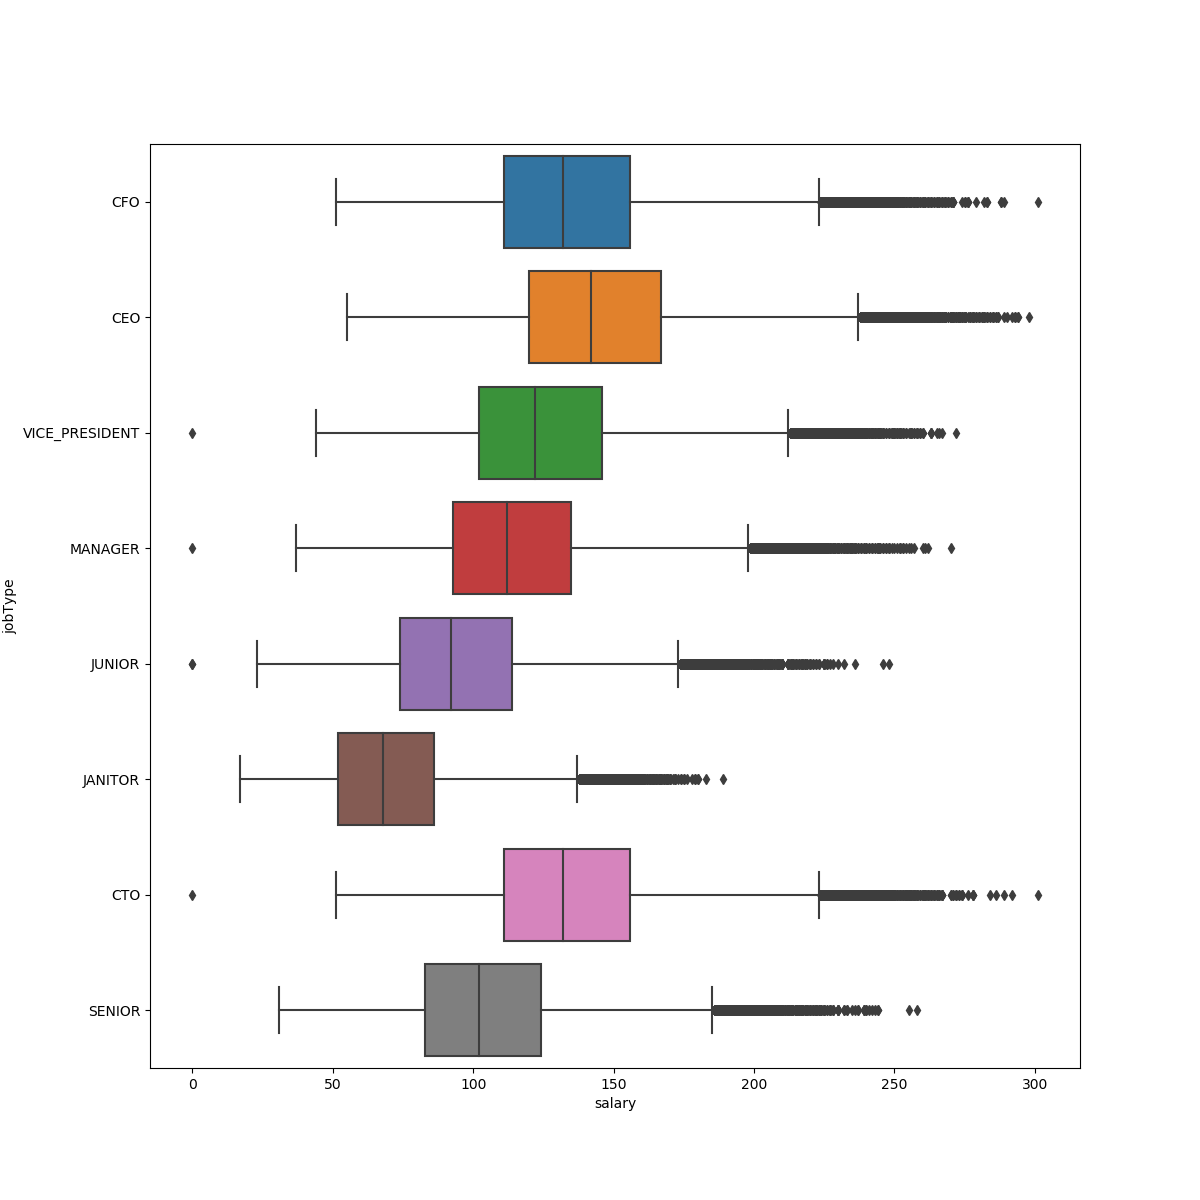 CFO
CEO
VICE_PRESIDENT
MANAGER
jobType
JUNIOR
JANITOR
CTO
SENIOR
0 50 100 150 200 250 300
salary